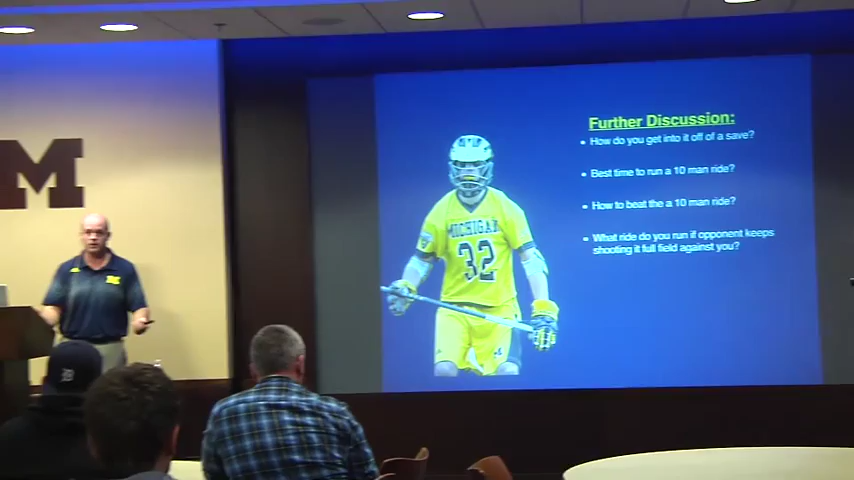 M
M
D
Further Discussion:
• How do you get into it off of a save?
• Best time to run a 10 man ride?
• How to beat the a 10 man ride?
• What ride do you run if opponent keeps
shooting it full field against you?
MICHIGAN
32